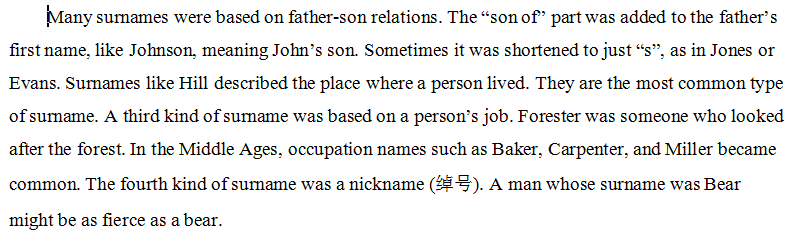 Many surnames were based on father-son relations. The “son of” part was added to the father’s
first name, like Johnson, meaning John’s son. Sometimes it was shortened to just “s”, as in Jones or
Evans. Surnames like Hill described the place where a person lived. They are the most common type
of surname. A third kind of surname was based on a person’s job. Forester was someone who looked
after the forest. In the Middle Ages, occupation names such as Baker, Carpenter, and Miller became
common. The fourth kind of surname was a nickname (绰号). A man whose surname was Bear
might be as fierce as a bear.